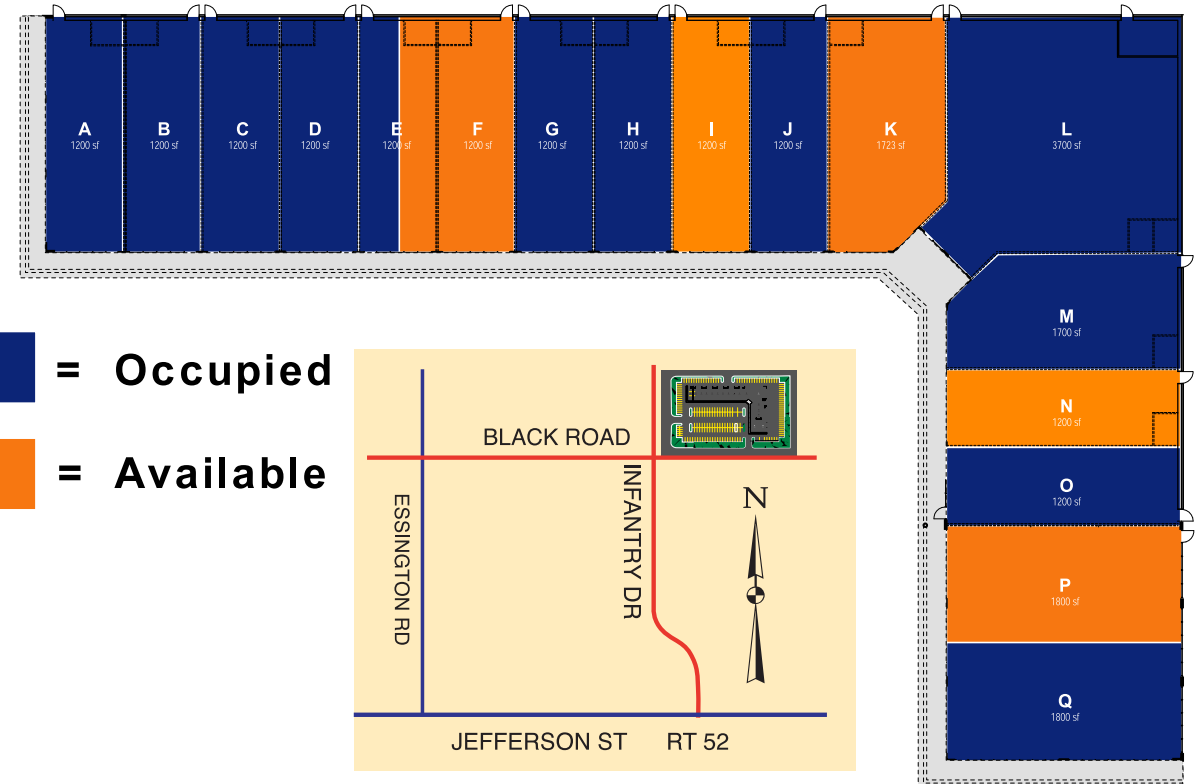 A
1200 sf
B
1200 sf
C
1200 sf
D
1200 sf
E
1200 sf
F
1200 sf
G
1200 sf
H
1200 sf
I
1200 sf
J
1200 sf
K
1723 sf
L
3700 sf
M
1700 sf
N
1200 sf
O
1200 sf
P
1800 sf
Q
1800 sf
= Occupied
= Available
BLACK ROAD
ESSINGTON RD
INFANTRY DR
N
JEFFERSON ST RT 52